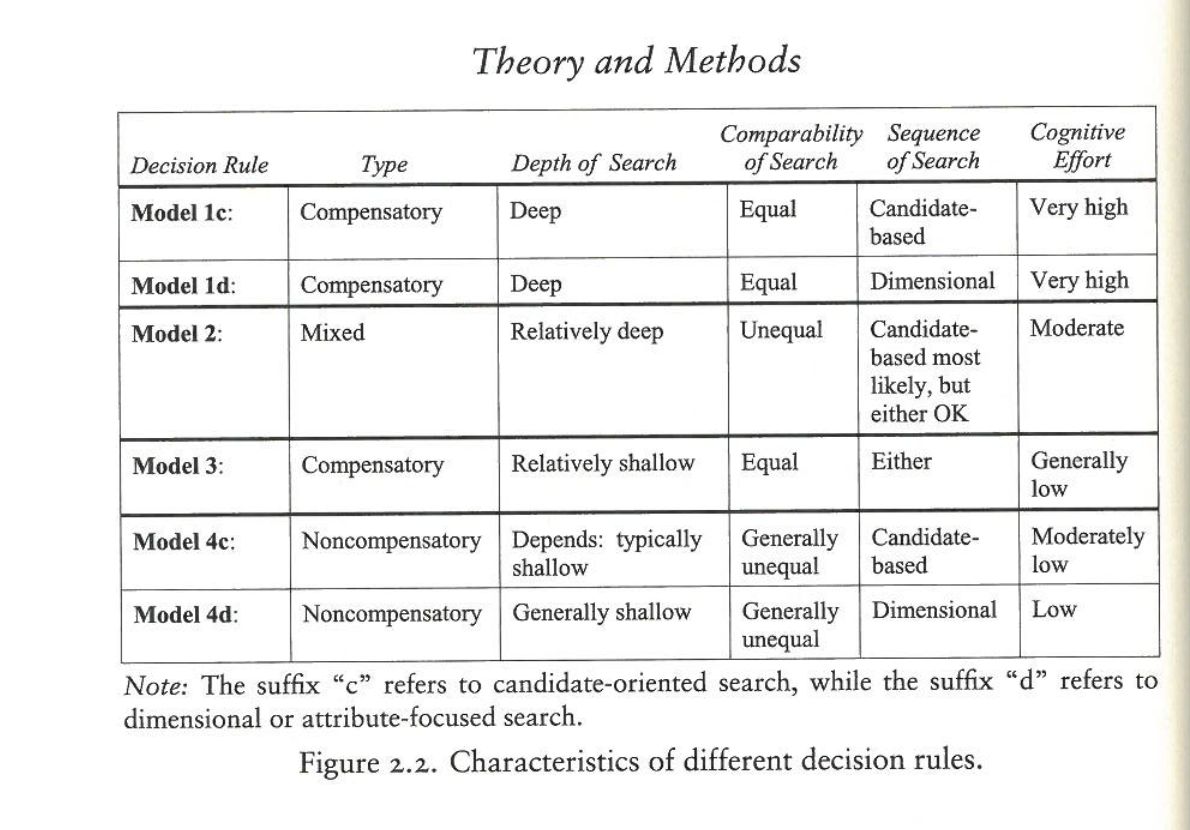 Theory and Methods
Decision Rule Type Depth of Search Comparability of Search Sequence of Search Cognitive Effort
Model 1c: Compensatory Deep Equal Candidate-based Very high
Model 1d: Compensatory Deep Equal Dimensional Very high
Model 2: Mixed Relatively deep Unequal Candidate-based most likely, but either OK Moderate
Model 3: Compensatory Relatively shallow Equal Either Generally low
Model 4c: Noncompensatory Depends: typically shallow Generally unequal Candidate-based Moderately low
Model 4d: Noncompensatory Generally shallow Generally unequal Dimensional Low
Note: The suffix “c” refers to candidate-oriented search, while the suffix “d” refers to
dimensional or attribute-focused search.
Figure 2.2. Characteristics of different decision rules.